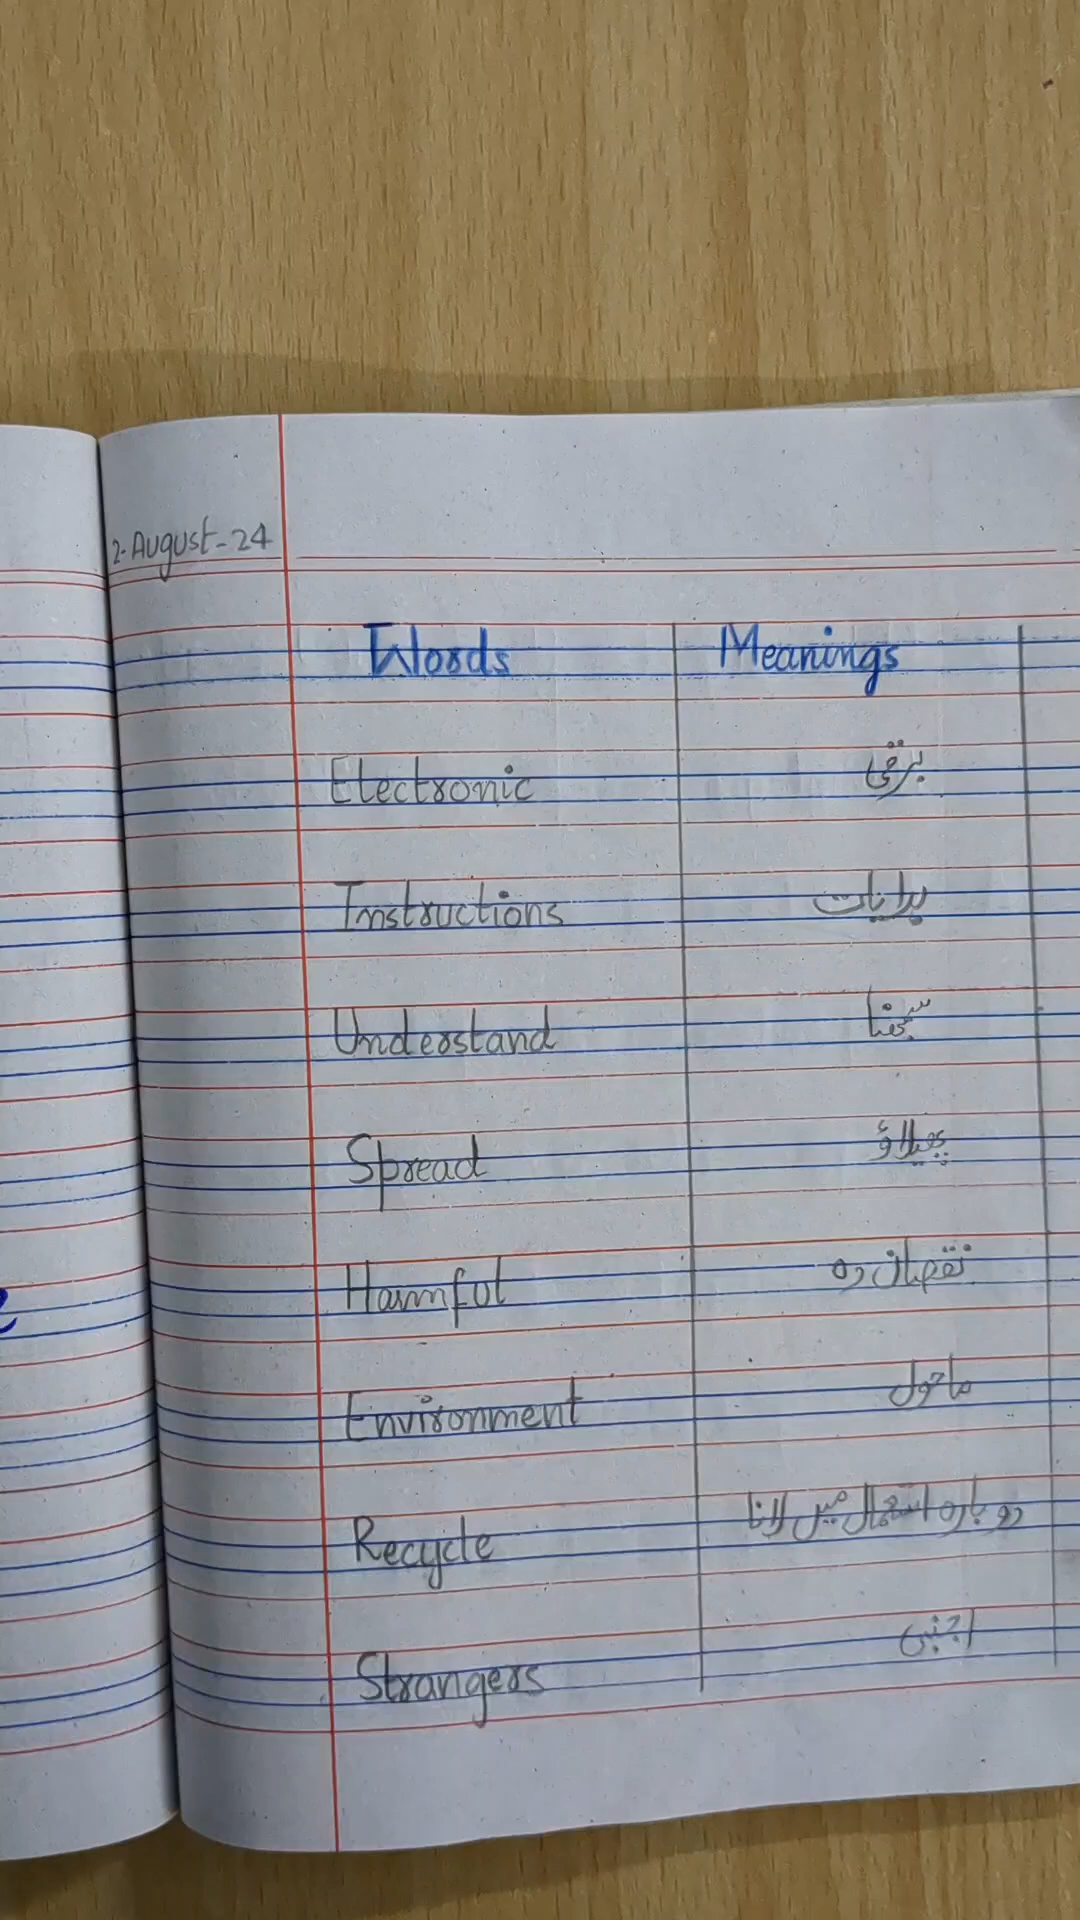 2-August-24
Words Meanings
Electronic برقی
Instructions ہدایات
Understand سمجھنا
Spread پھیلاؤ
Harmful نقصان دہ
Environment ماحول
Recycle دوبارہ استعمال میں لانا
Strangers اجنبی